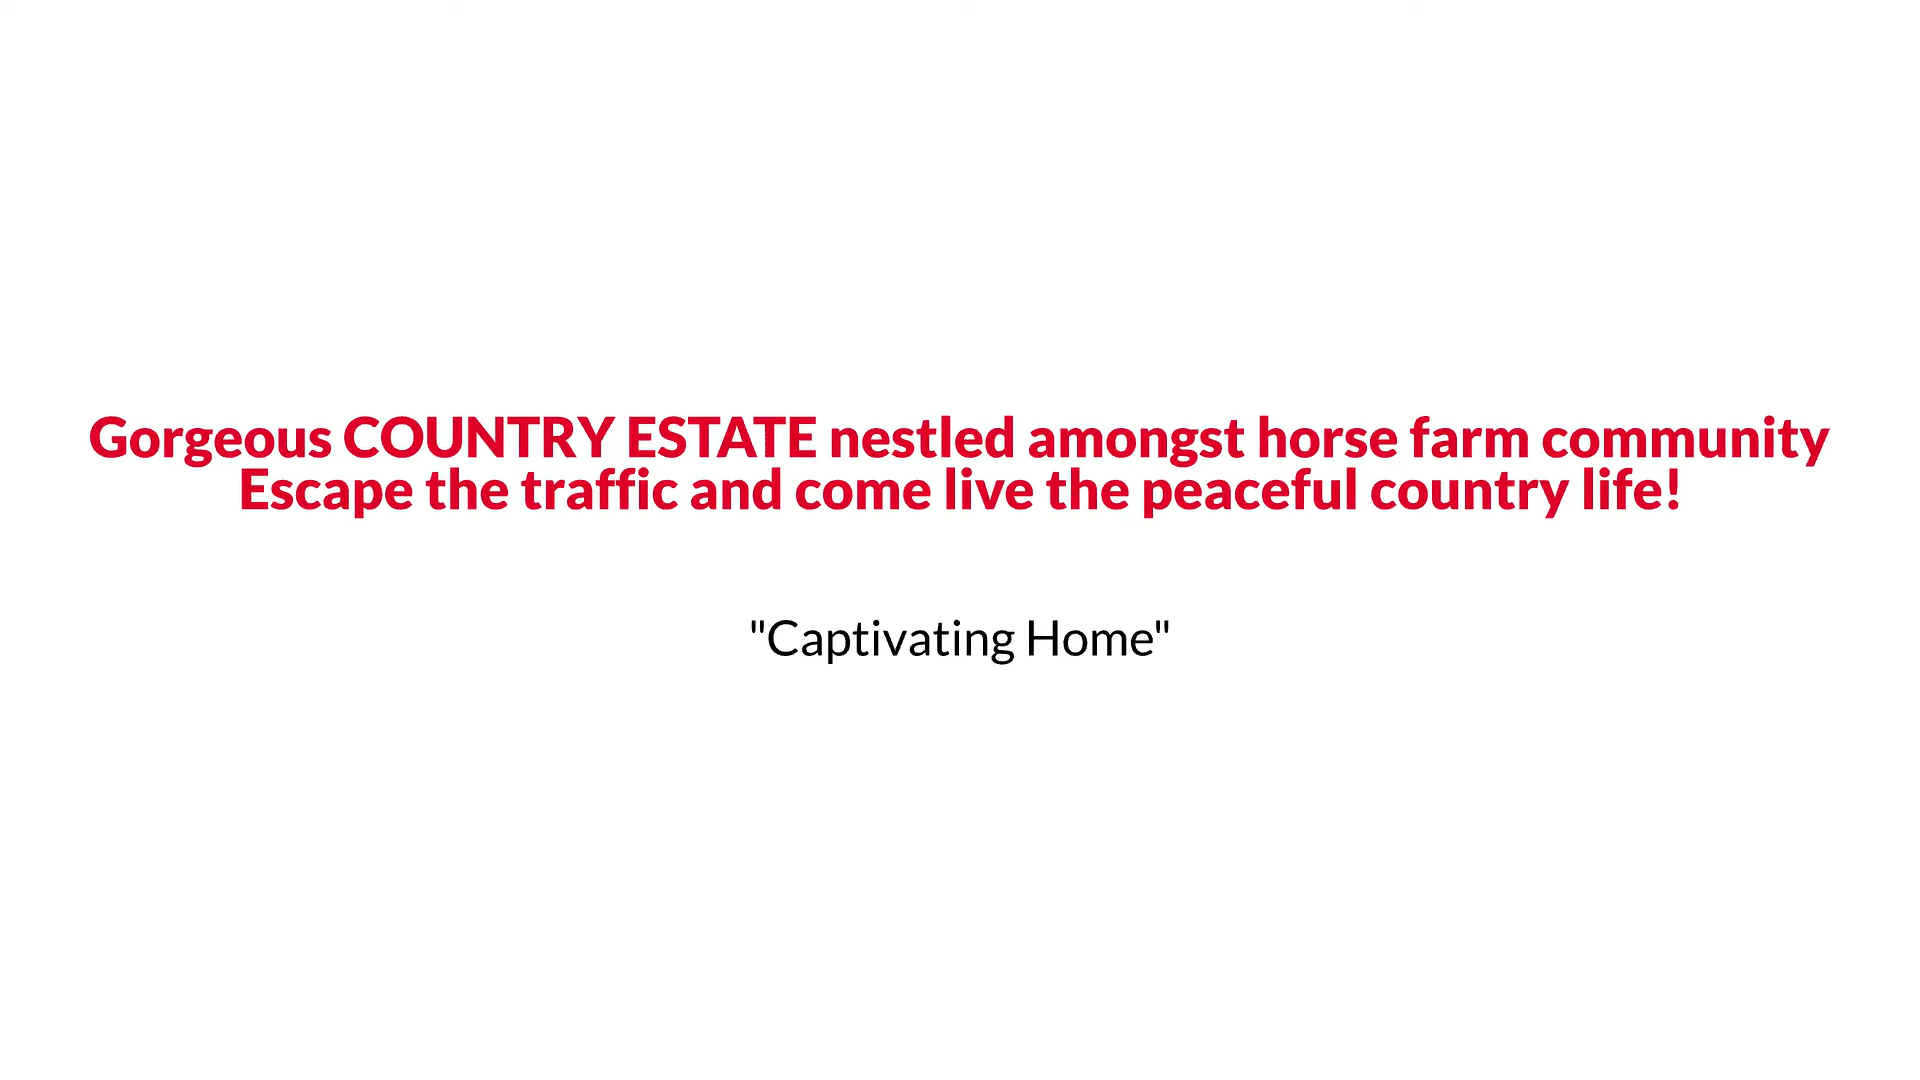 Gorgeous COUNTRY ESTATE nestled amongst horse farm community
Escape the traffic and come live the peaceful country life!
"Captivating Home"